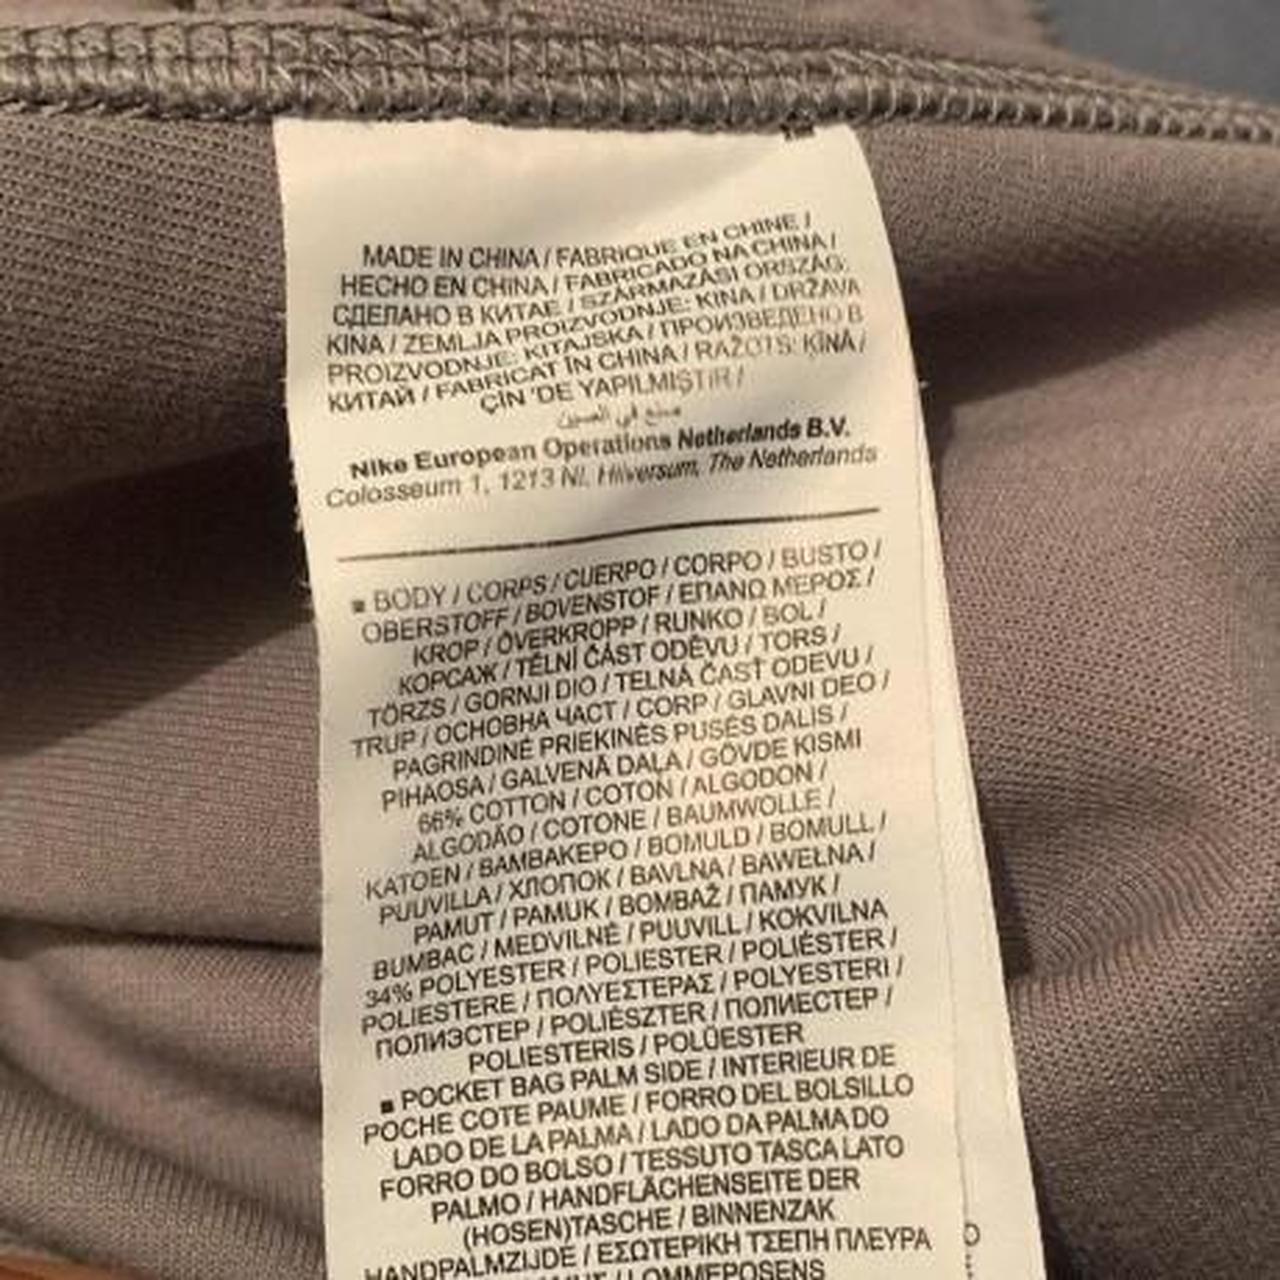 MADE IN CHINA / FABRIQUE EN CHINE /
HECHO EN CHINA / FABRICADO NA CHINA /
СДЕЛАНО В КИТАЕ / SZÁRMAZÁSI ORSZÁG:
KINA / ZEMLJA PROIZVODNJE: KINA / DRŽAVA
PROIZVODNJE: KITAJSKA / ПРОИЗВЕДЕНО В
КИТАЙ / FABRICAT ÎN CHINA / RAŽOTS: ĶĪNĀ /
ÇİN 'DE YAPILMIŞTIR /
صنع في الصين
Nike European Operations Netherlands B.V.
Colosseum 1, 1213 NL Hilversum, The Netherlands
■ BODY / CORPS / CUERPO / CORPO / BUSTO /
OBERSTOFF / BOVENSTOF / ΕΠΑΝΩ ΜΕΡΟΣ /
KROP / ÖVERKROPP / RUNKO / BOL /
КОРСАЖ / TĚLNÍ ČÁST ODĚVU / TORS /
TÖRZS / GORNJI DIO / TELNÁ ČASŤ ODEVU /
TRUP / ОСНОВНА ЧАСТ / CORP / GLAVNI DEO /
PAGRINDINĖ PRIEKINĖS PUSĖS DALIS /
PIHAOSA / GALVENĀ DAĻA / GÖVDE KISMI
66% COTTON / COTON / ALGODON /
ALGODÃO / COTONE / BAUMWOLLE /
KATOEN / ΒΑΜΒΑΚΕΡΟ / BOMULD / BOMULL /
PUUVILLA / ХЛОПОК / BAVLNA / BAWEŁNA /
PAMUT / PAMUK / BOMBAŽ / ПАМУК /
BUMBAC / MEDVILNĖ / PUUVILL / KOKVILNA
34% POLYESTER / POLIESTER / POLIÉSTER /
POLIESTERE / ΠΟΛΥΕΣΤΕΡΑΣ / POLYESTERI /
ПОЛИЭСТЕР / POLIÉSZTER / ПОЛИЕСТЕР /
POLIESTERIS / POLÜESTER
■ POCKET BAG PALM SIDE / INTERIEUR DE
POCHE COTE PAUME / FORRO DEL BOLSILLO
LADO DE LA PALMA / LADO DA PALMA DO
FORRO DO BOLSO / TESSUTO TASCA LATO
PALMO / HANDFLÄCHENSEITE DER
(HOSEN)TASCHE / BINNENZAK
HANDPALMZIJDE / ΕΣΩΤΕΡΙΚΗ ΤΣΕΠΗ ΠΛΕΥΡΑ
/ LOMMEPOSENS